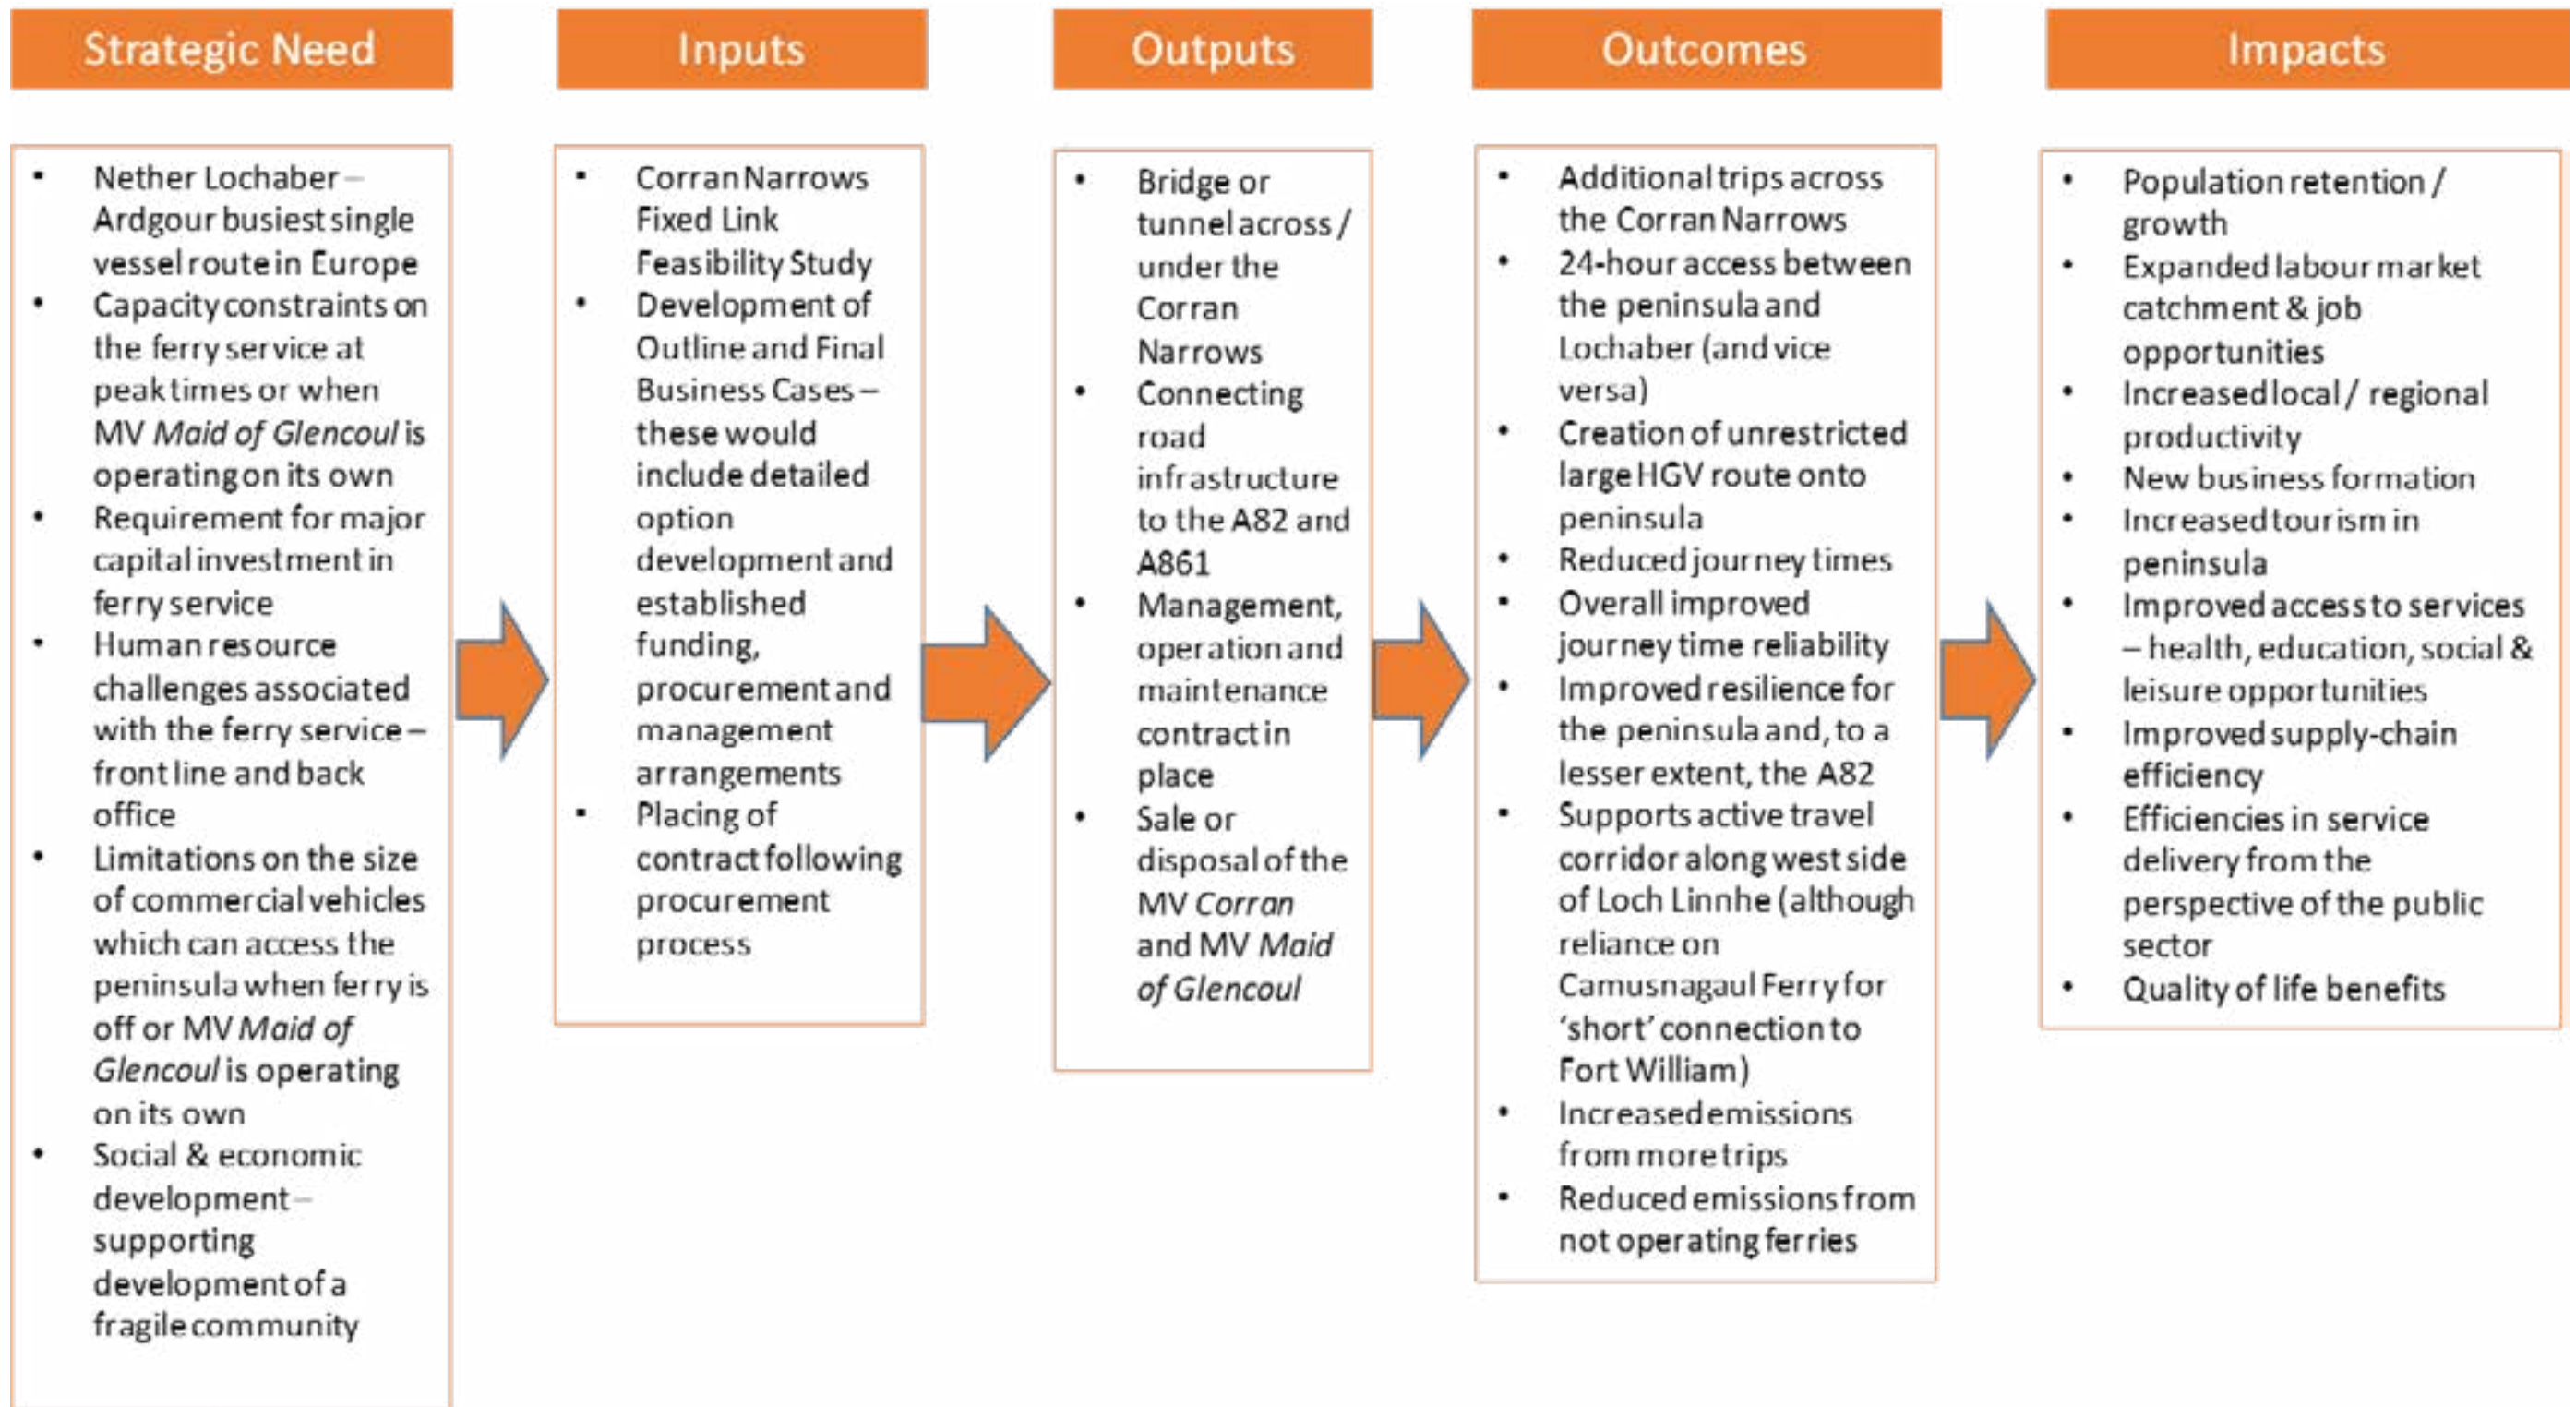 Strategic Need
Inputs
Outputs
Outcomes
Impacts
• Nether Lochaber –
Ardgour busiest single
vessel route in Europe
• Capacity constraints on
the ferry service at
peak times or when
MV Maid of Glencoul is
operating on its own
• Requirement for major
capital investment in
ferry service
• Human resource
challenges associated
with the ferry service –
front line and back
office
• Limitations on the size
of commercial vehicles
which can access the
peninsula when ferry is
off or MV Maid of
Glencoul is operating
on its own
• Social & economic
development –
supporting
development of a
fragile community
▪ Corran Narrows
Fixed Link
Feasibility Study
• Development of
Outline and Final
Business Cases –
these would
include detailed
option
development and
established
funding,
procurement and
management
arrangements
▪ Placing of
contract following
procurement
process
• Bridge or
tunnel across /
under the
Corran
Narrows
• Connecting
road
infrastructure
to the A82 and
A861
• Management,
operation and
maintenance
contract in
place
• Sale or
disposal of the
MV Corran
and MV Maid
of Glencoul
• Additional trips across
the Corran Narrows
• 24-hour access between
the peninsula and
Lochaber (and vice
versa)
• Creation of unrestricted
large HGV route onto
peninsula
• Reduced journey times
• Overall improved
journey time reliability
• Improved resilience for
the peninsula and, to a
lesser extent, the A82
• Supports active travel
corridor along west side
of Loch Linnhe (although
reliance on
Camusnagaul Ferry for
‘short’ connection to
Fort William)
• Increased emissions
from more trips
• Reduced emissions from
not operating ferries
• Population retention /
growth
• Expanded labour market
catchment & job
opportunities
• Increased local / regional
productivity
• New business formation
• Increased tourism in
peninsula
• Improved access to services
– health, education, social &
leisure opportunities
• Improved supply-chain
efficiency
• Efficiencies in service
delivery from the
perspective of the public
sector
• Quality of life benefits